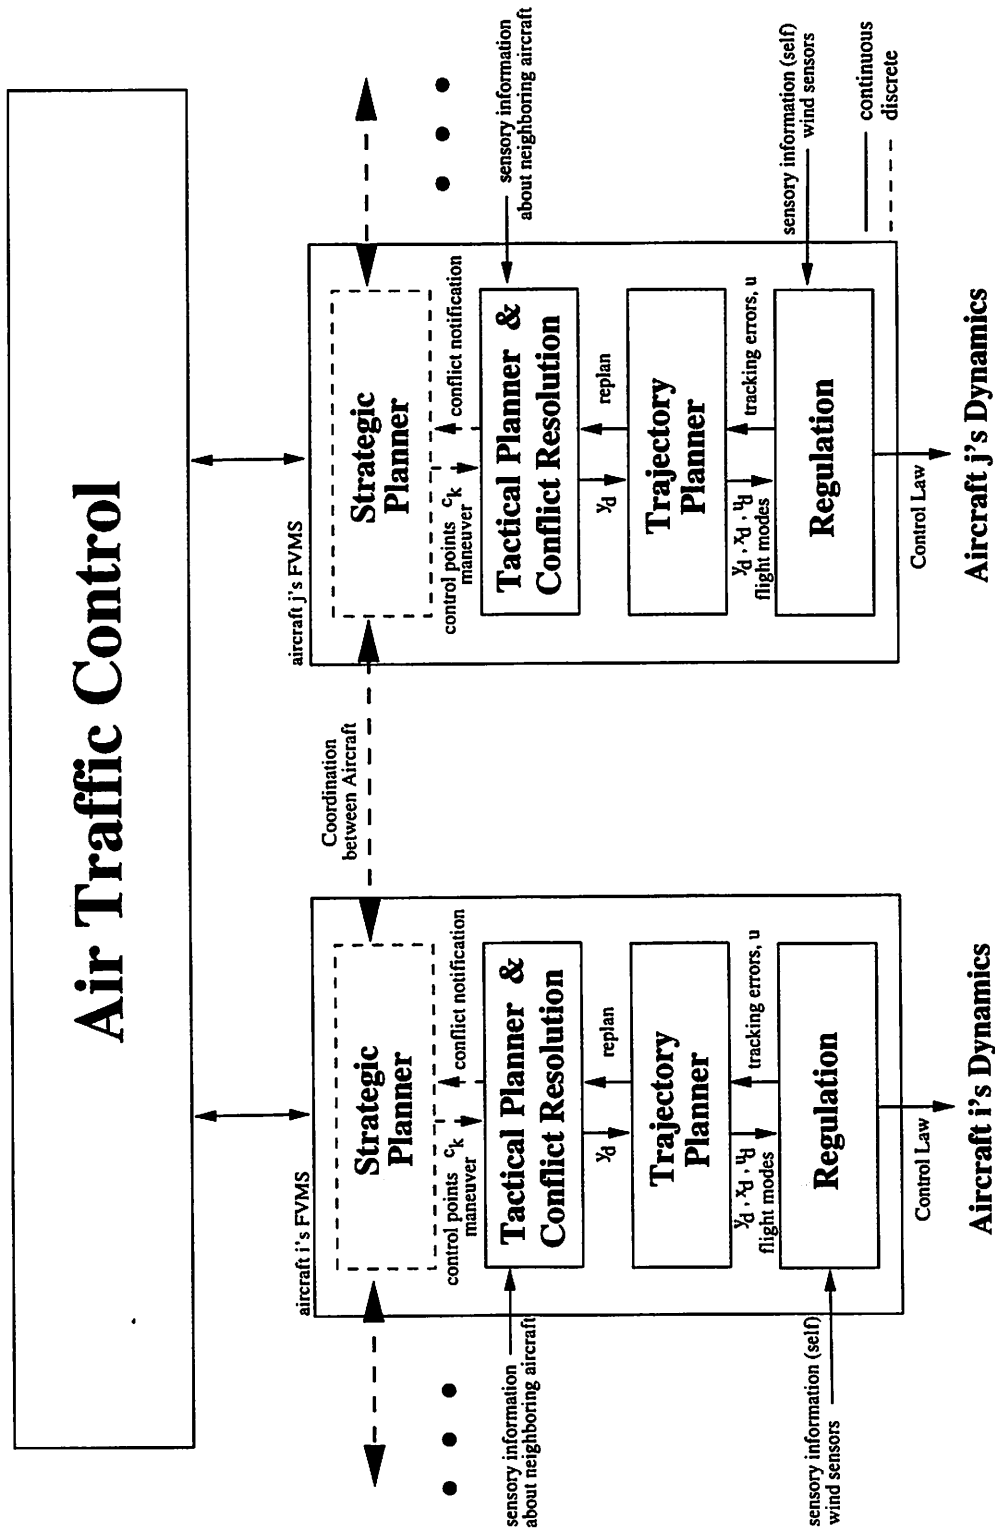 Air Traffic Control
aircraft i's FVMS
Strategic
Planner
control points c_k
maneuver
conflict notification
Tactical Planner &
Conflict Resolution
sensory information
about neighboring aircraft
y_d
replan
Trajectory
Planner
y_d , x_d , u_d
flight modes
tracking errors, u
Regulation
sensory information (self)
wind sensors
Control Law
Aircraft i's Dynamics
Coordination
between Aircraft
aircraft j's FVMS
Strategic
Planner
control points c_k
maneuver
conflict notification
Tactical Planner &
Conflict Resolution
sensory information
about neighboring aircraft
y_d
replan
Trajectory
Planner
y_d , x_d , u_d
flight modes
tracking errors, u
Regulation
sensory information (self)
wind sensors
Control Law
Aircraft j's Dynamics
continuous
discrete